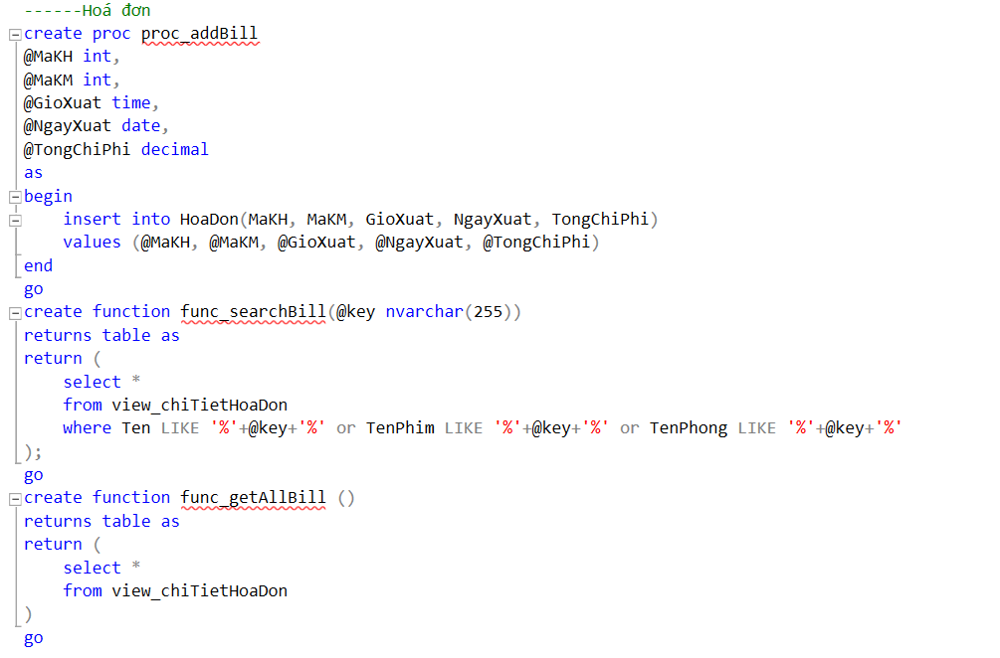 ------Hoá đơn
create proc proc_addBill
@MaKH int,
@MaKM int,
@GioXuat time,
@NgayXuat date,
@TongChiPhi decimal
as
begin
    insert into HoaDon(MaKH, MaKM, GioXuat, NgayXuat, TongChiPhi)
    values (@MaKH, @MaKM, @GioXuat, @NgayXuat, @TongChiPhi)
end
go
create function func_searchBill(@key nvarchar(255))
returns table as
return (
    select *
    from view_chiTietHoaDon
    where Ten LIKE '%'+@key+'%' or TenPhim LIKE '%'+@key+'%' or TenPhong LIKE '%'+@key+'%'
);
go
create function func_getAllBill ()
returns table as
return (
    select *
    from view_chiTietHoaDon
)
go